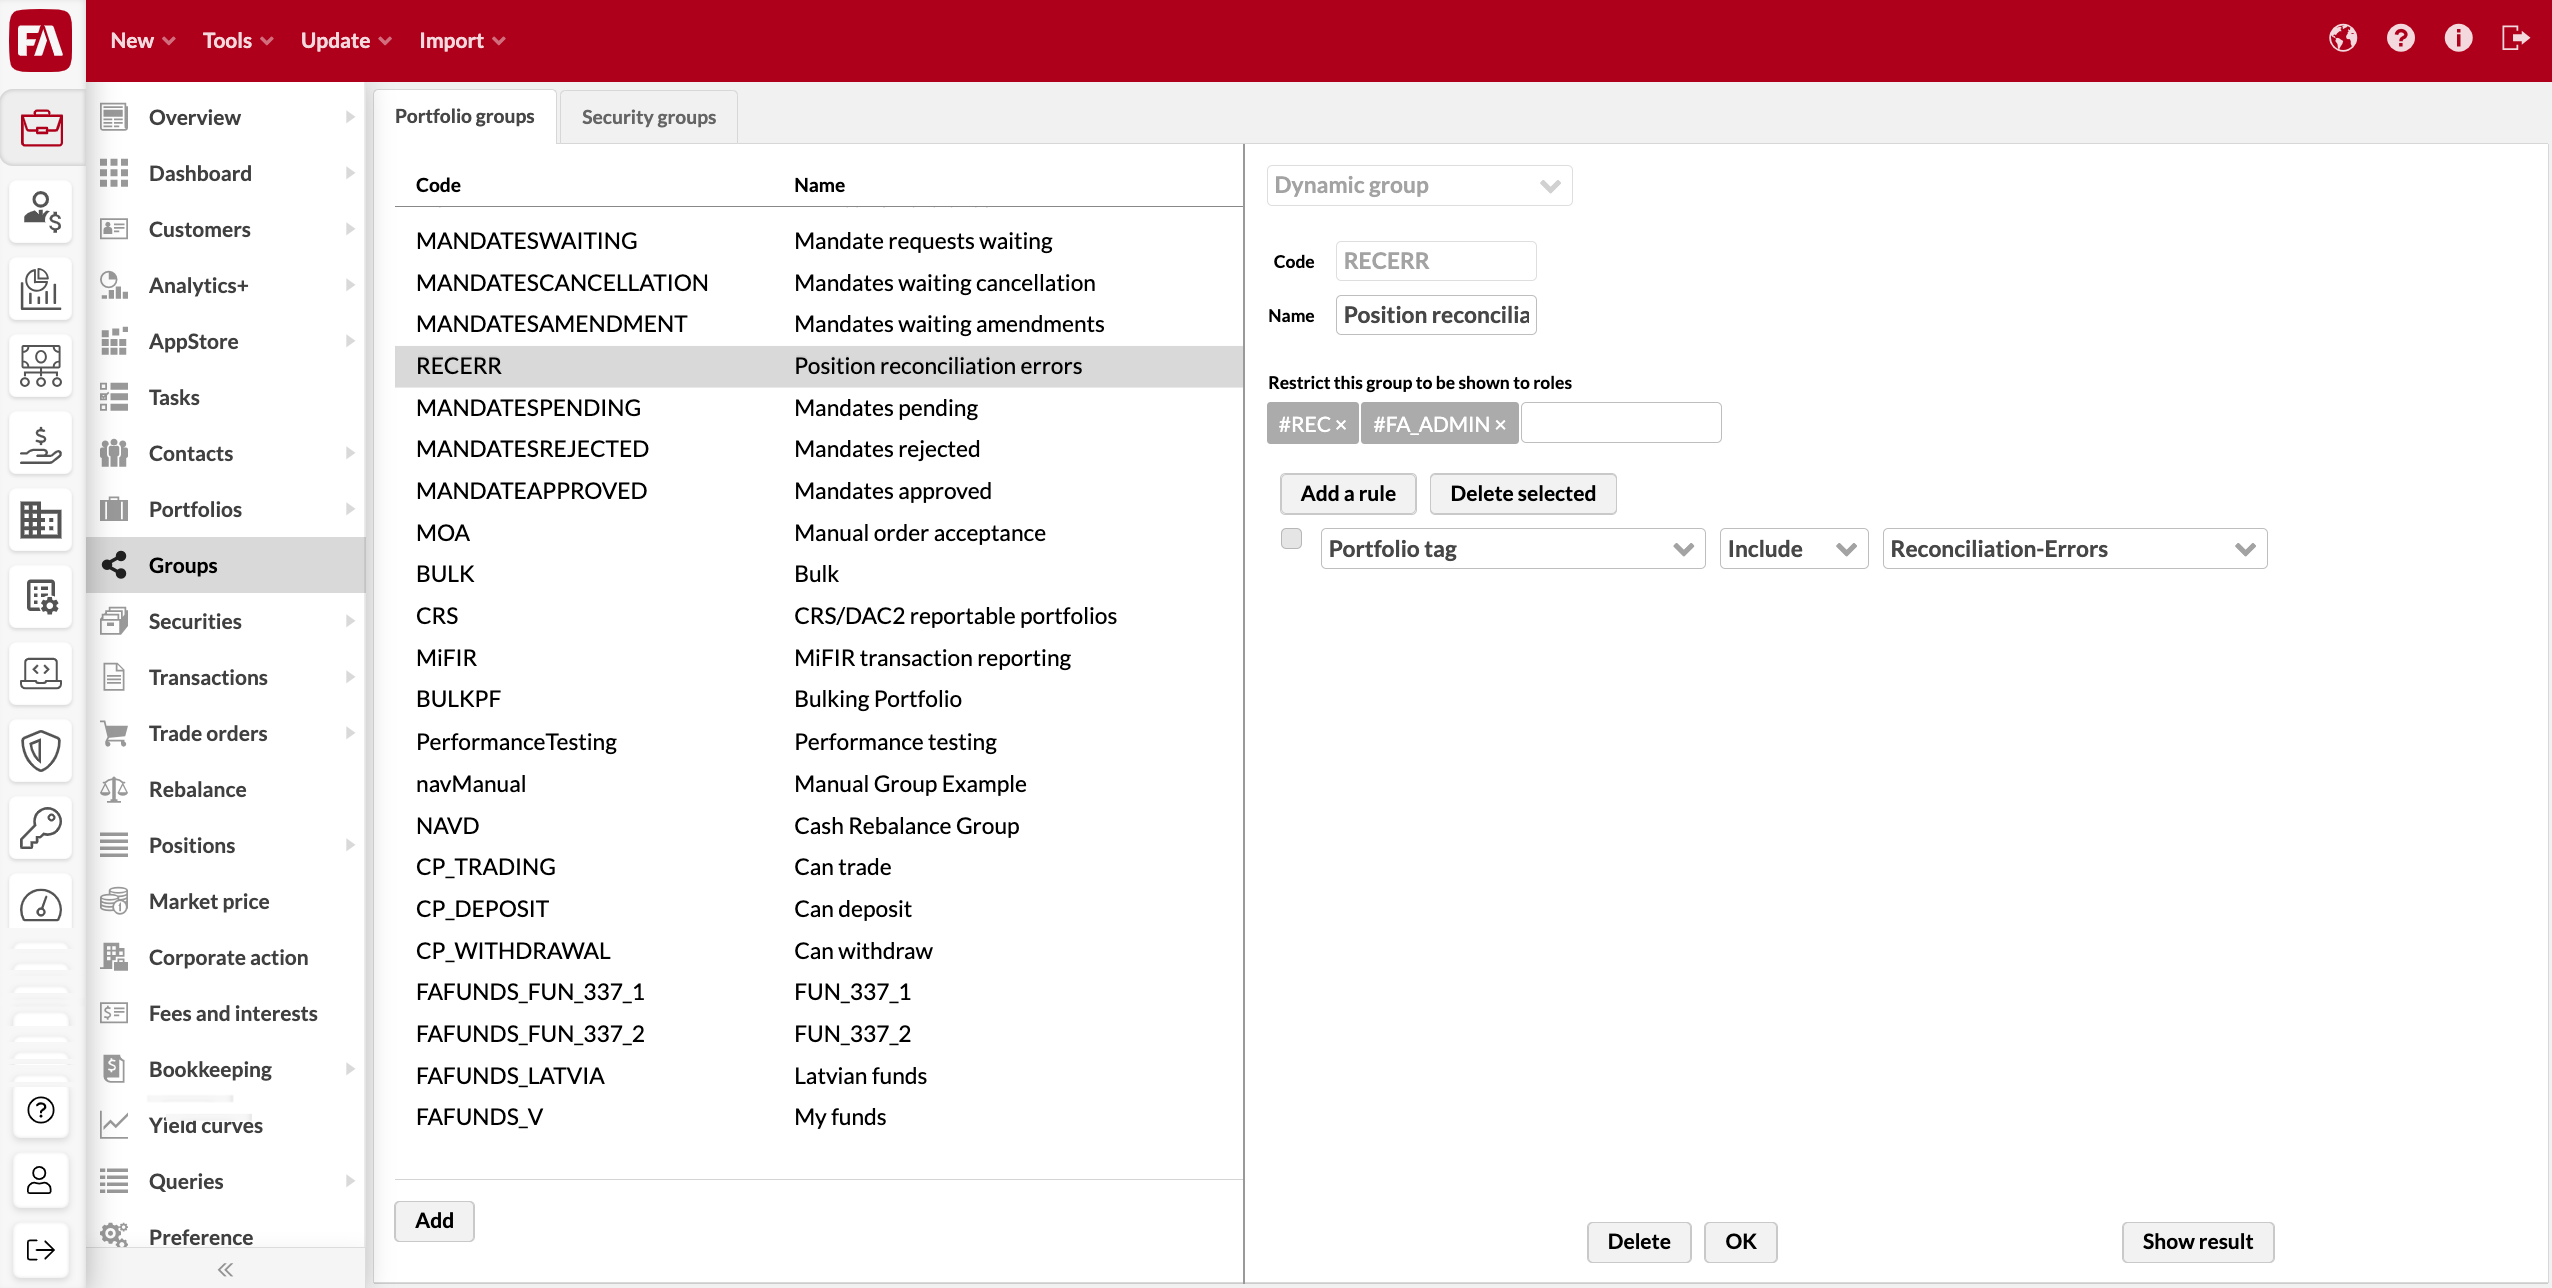 FA
New Tools Update Import
Overview
Dashboard
Customers
Analytics+
AppStore
Tasks
Contacts
Portfolios
Groups
Securities
Transactions
Trade orders
Rebalance
Positions
Market price
Corporate action
Fees and interests
Bookkeeping
Yield curves
Queries
Preference
Portfolio groups Security groups
Code Name
MANDATESWAITING Mandate requests waiting
MANDATESCANCELLATION Mandates waiting cancellation
MANDATESAMENDMENT Mandates waiting amendments
RECERR Position reconciliation errors
MANDATESPENDING Mandates pending
MANDATESREJECTED Mandates rejected
MANDATEAPPROVED Mandates approved
MOA Manual order acceptance
BULK Bulk
CRS CRS/DAC2 reportable portfolios
MiFIR MiFIR transaction reporting
BULKPF Bulking Portfolio
PerformanceTesting Performance testing
navManual Manual Group Example
NAVD Cash Rebalance Group
CP_TRADING Can trade
CP_DEPOSIT Can deposit
CP_WITHDRAWAL Can withdraw
FAFUNDS_FUN_337_1 FUN_337_1
FAFUNDS_FUN_337_2 FUN_337_2
FAFUNDS_LATVIA Latvian funds
FAFUNDS_V My funds
Add
Dynamic group
Code RECERR
Name Position reconcilia
Restrict this group to be shown to roles
#REC × #FA_ADMIN ×
Add a rule Delete selected
Portfolio tag Include Reconciliation-Errors
Delete OK Show result